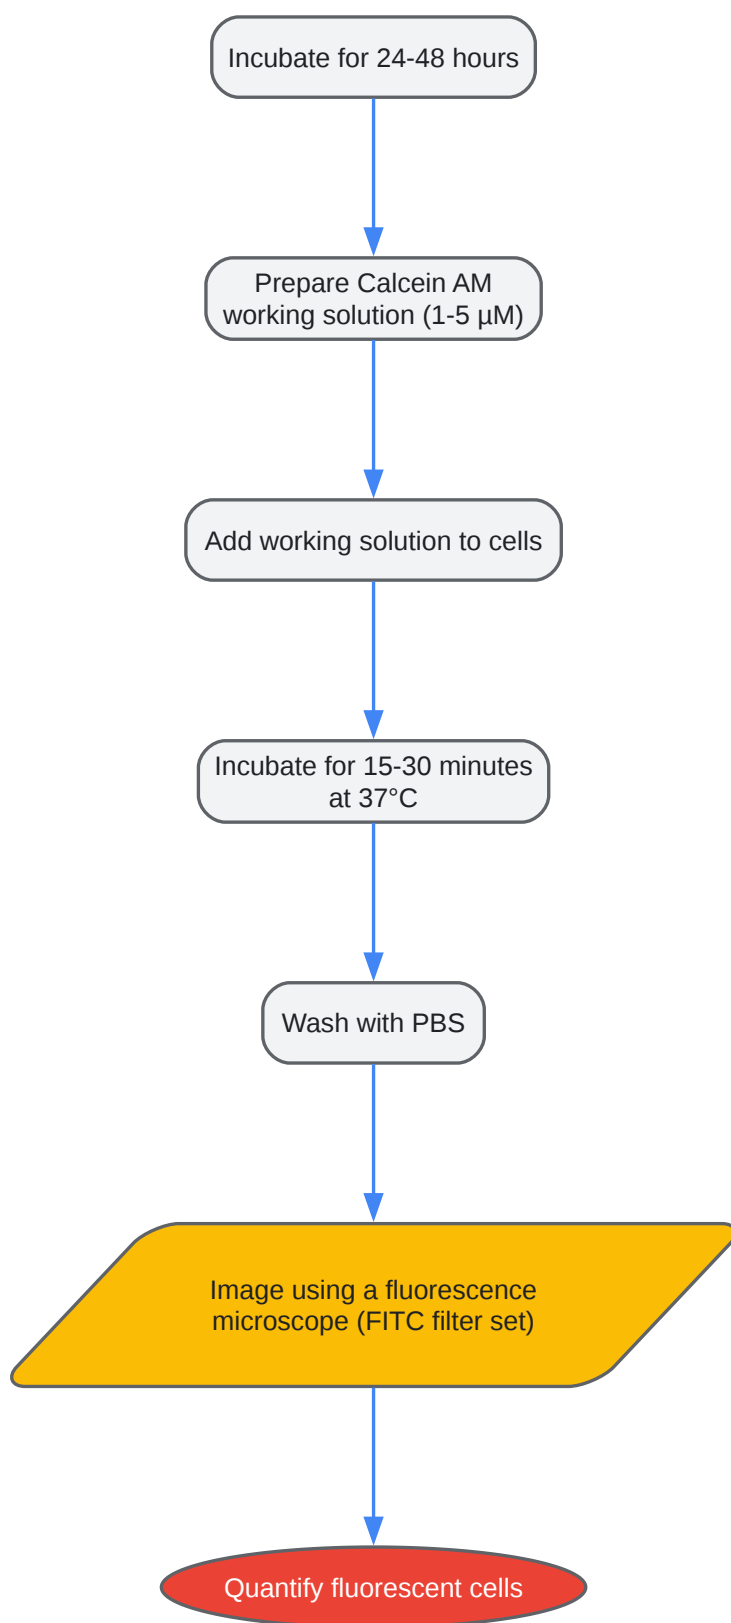 Incubate for 24-48 hours
Prepare Calcein AM
working solution (1-5 µM)
Add working solution to cells
Incubate for 15-30 minutes
at 37°C
Wash with PBS
Image using a fluorescence
microscope (FITC filter set)
Quantify fluorescent cells